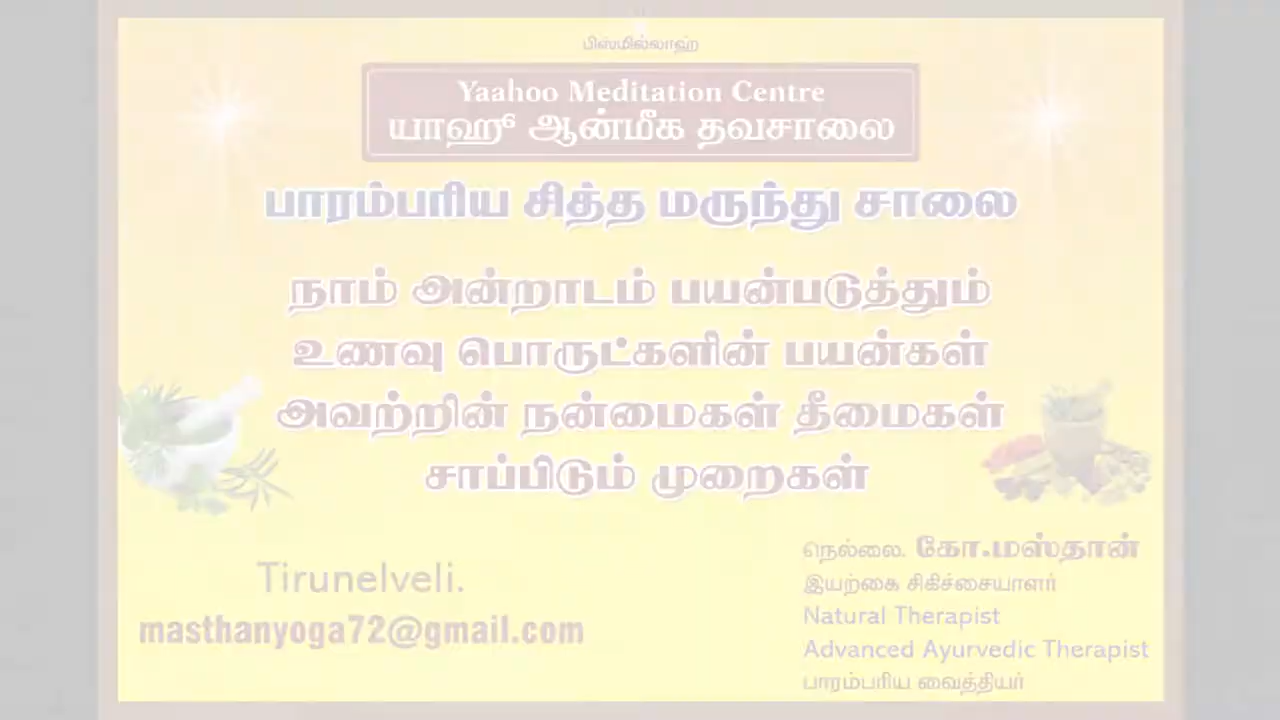 பிஸ்மில்லாஹ்
Yaahoo Meditation Centre
யாஹூ ஆன்மீக தவசாலை
பாரம்பரிய சித்த மருந்து சாலை
நாம் அன்றாடம் பயன்படுத்தும்
உணவு பொருட்களின் பயன்கள்
அவற்றின் நன்மைகள் தீமைகள்
சாப்பிடும் முறைகள்
Tirunelveli.
masthanyoga72@gmail.com
நெல்லை. கோ.மஸ்தான்
இயற்கை சிகிச்சையாளர்
Natural Therapist
Advanced Ayurvedic Therapist
பாரம்பரிய வைத்தியர்